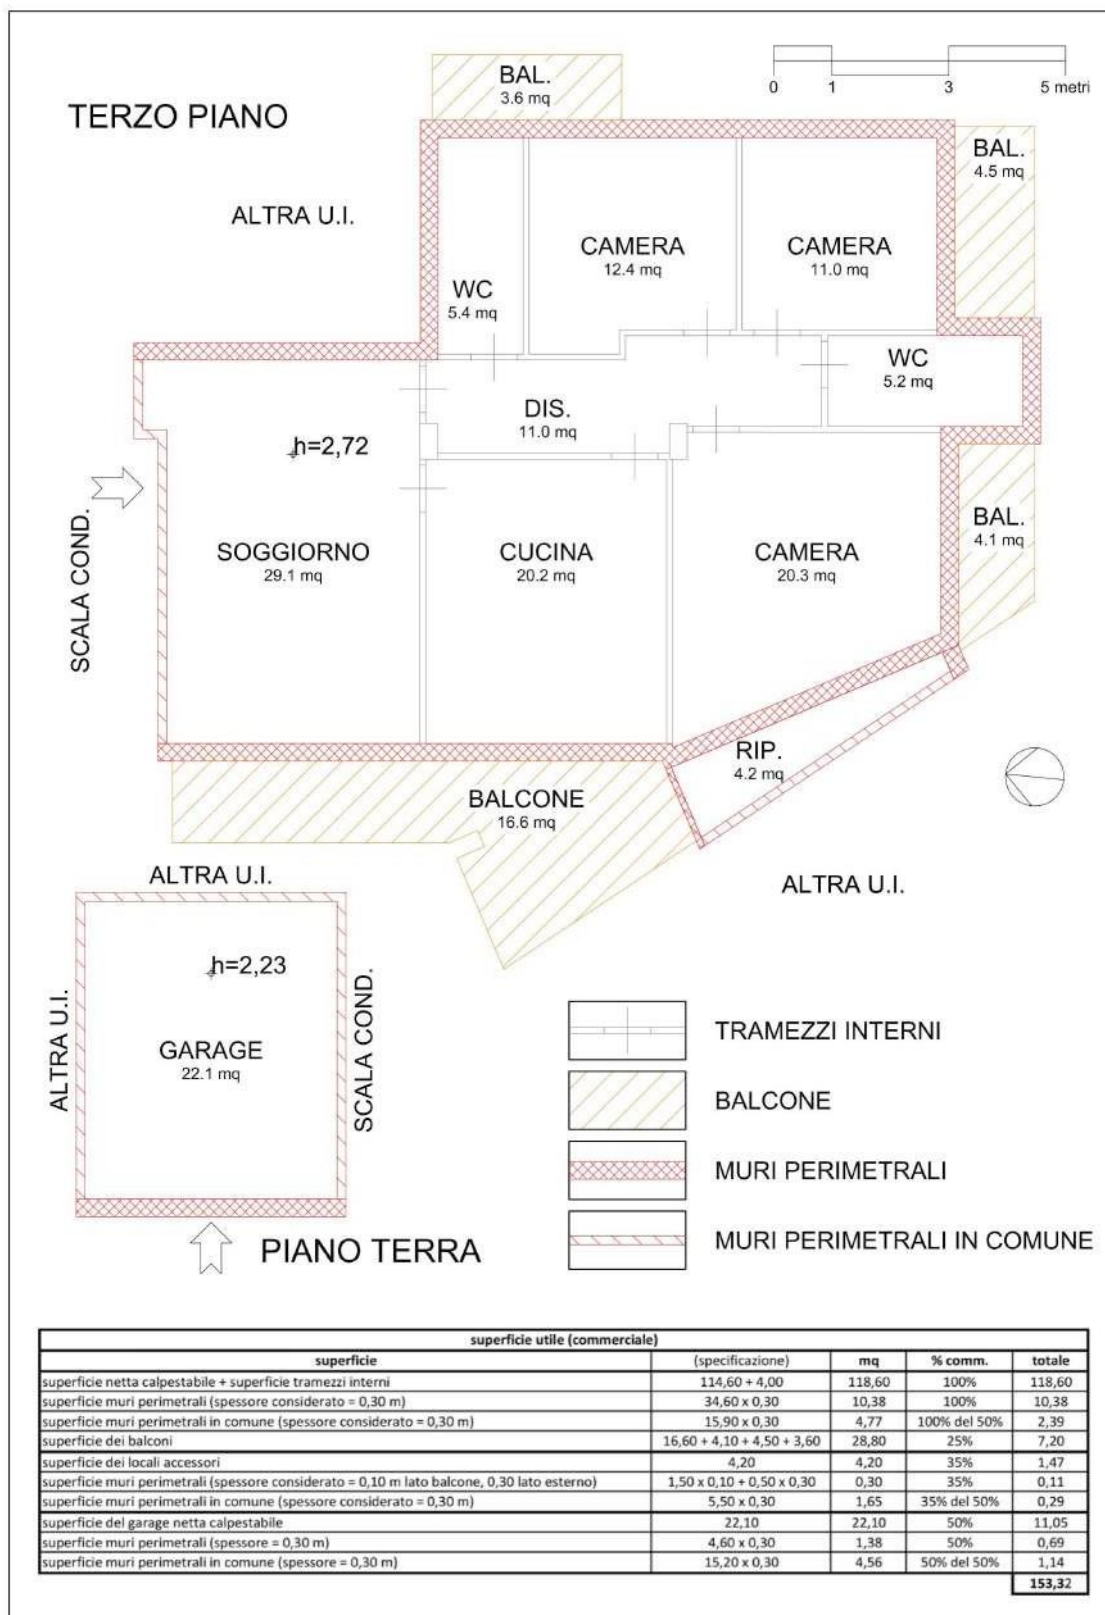 BAL.
3.6 mq
0 1 3 5 metri
TERZO PIANO
BAL.
4.5 mq
ALTRA U.I.
CAMERA
12.4 mq
CAMERA
11.0 mq
WC
5.4 mq
WC
5.2 mq
DIS.
11.0 mq
h=2,72
SCALA COND.
SOGGIORNO
29.1 mq
CUCINA
20.2 mq
CAMERA
20.3 mq
BAL.
4.1 mq
RIP.
4.2 mq
BALCONE
16.6 mq
ALTRA U.I.
ALTRA U.I.
h=2,23
ALTRA U.I.
SCALA COND.
GARAGE
22.1 mq
PIANO TERRA
TRAMEZZI INTERNI
BALCONE
MURI PERIMETRALI
MURI PERIMETRALI IN COMUNE
superficie utile (commerciale)
superficie (specificazione) mq % comm. totale
superficie netta calpestabile + superficie tramezzi interni 114,60 + 4,00 118,60 100% 118,60
superficie muri perimetrali (spessore considerato = 0,30 m) 34,60 x 0,30 10,38 100% 10,38
superficie muri perimetrali in comune (spessore considerato = 0,30 m) 15,90 x 0,30 4,77 100% del 50% 2,39
superficie dei balconi 16,60 + 4,10 + 4,50 + 3,60 28,80 25% 7,20
superficie dei locali accessori 4,20 4,20 35% 1,47
superficie muri perimetrali (spessore considerato = 0,10 m lato balcone, 0,30 lato esterno) 1,50 x 0,10 + 0,50 x 0,30 0,30 35% 0,11
superficie muri perimetrali in comune (spessore considerato = 0,30 m) 5,50 x 0,30 1,65 35% del 50% 0,29
superficie del garage netta calpestabile 22,10 22,10 50% 11,05
superficie muri perimetrali (spessore = 0,30 m) 4,60 x 0,30 1,38 50% 0,69
superficie muri perimetrali in comune (spessore = 0,30 m) 15,20 x 0,30 4,56 50% del 50% 1,14
153,32